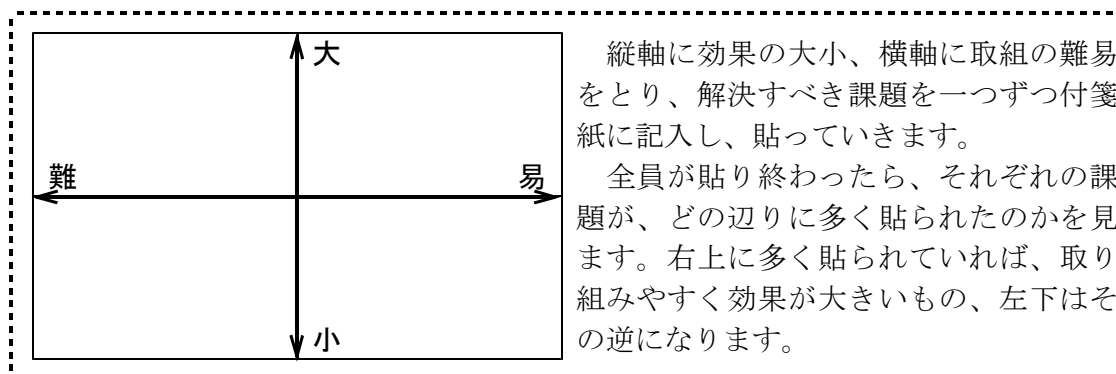 大
難
易
小
縦軸に効果の大小、横軸に取組の難易
をとり、解決すべき課題を一つずつ付箋
紙に記入し、貼っていきます。
全員が貼り終わったら、それぞれの課
題が、どの辺りに多く貼られたのかを見
ます。右上に多く貼られていれば、取り
組みやすく効果が大きいもの、左下はそ
の逆になります。